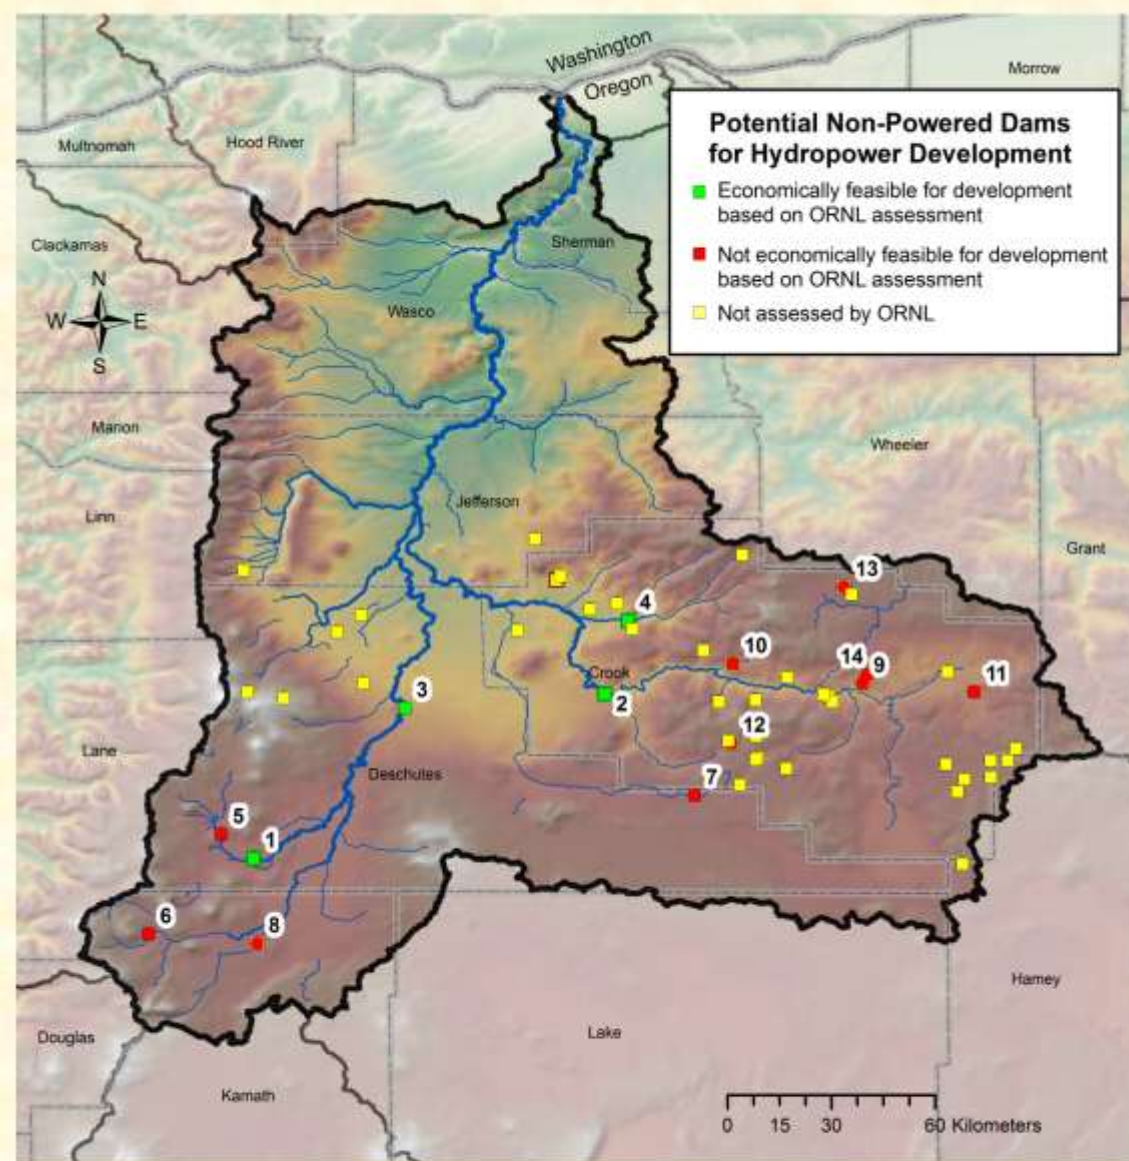 Washington
Oregon
Morrow
Multnomah
Hood River
Potential Non-Powered Dams
for Hydropower Development
Economically feasible for development
based on ORNL assessment
Not economically feasible for development
based on ORNL assessment
Not assessed by ORNL
Clackamas
Sherman
N
W
E
S
Wasco
Marion
Wheeler
Linn
Jefferson
Grant
13
4
10
14
9
11
Crook
3
2
12
Lane
Deschutes
7
5
1
6
8
Harney
Douglas
Lake
Kamath
0 15 30 60 Kilometers